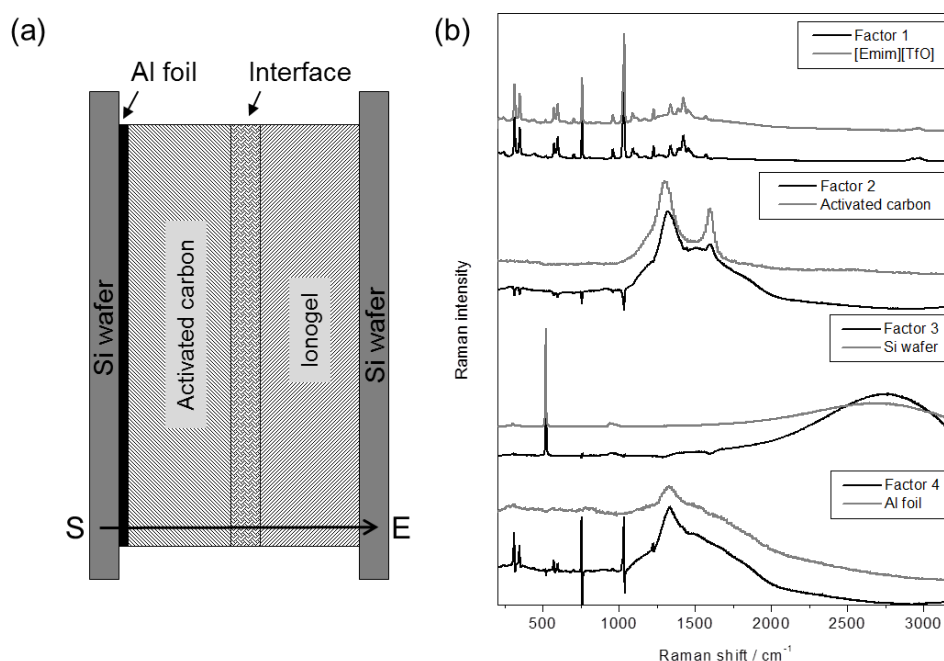 (a)
Al foil
Interface
Si wafer
Activated carbon
Ionogel
Si wafer
S
E
(b)
Factor 1
[Emim][TfO]
Factor 2
Activated carbon
Factor 3
Si wafer
Factor 4
Al foil
Raman intensity
500 1000 1500 2000 2500 3000
Raman shift / cm⁻¹